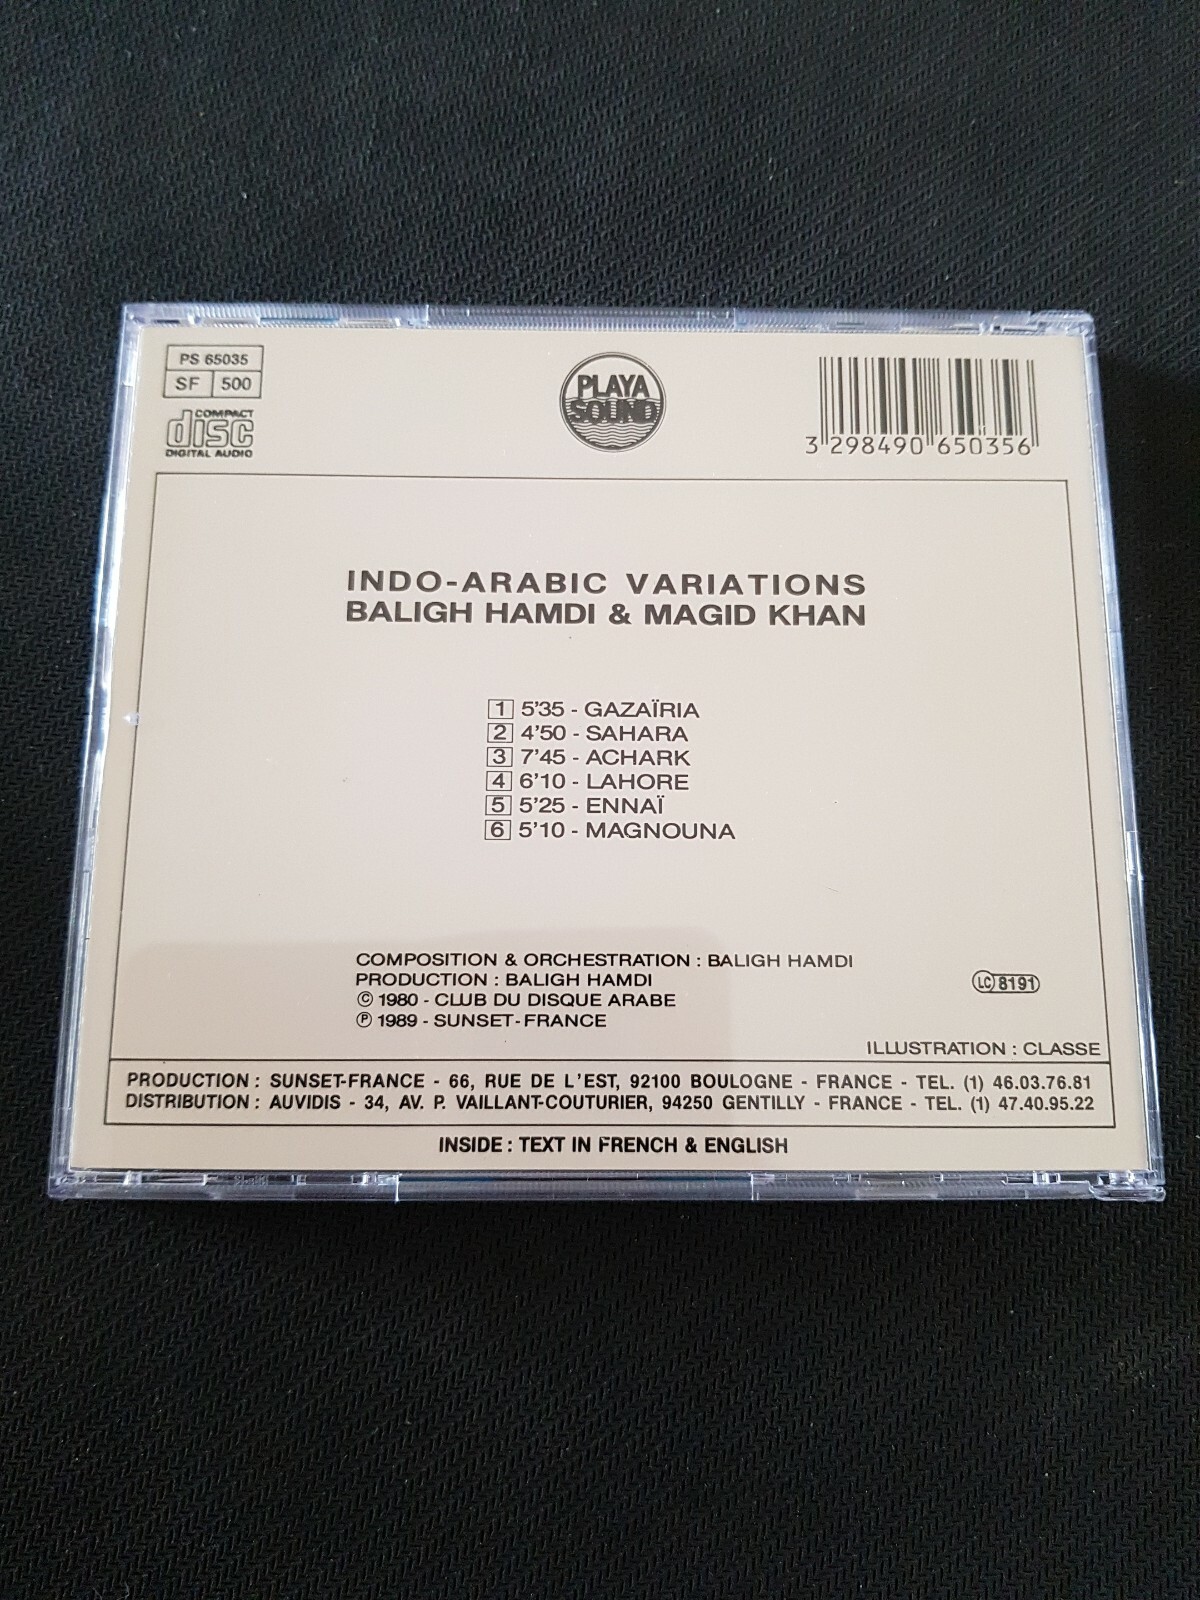 PS 65035
SF 500
COMPACT
disc
DIGITAL AUDIO
PLAYA
SOUND
3 298490 650356
INDO-ARABIC VARIATIONS
BALIGH HAMDI & MAGID KHAN
1 5'35 - GAZAÏRIA
2 4'50 - SAHARA
3 7'45 - ACHARK
4 6'10 - LAHORE
5 5'25 - ENNAÏ
6 5'10 - MAGNOUNA
COMPOSITION & ORCHESTRATION : BALIGH HAMDI
PRODUCTION : BALIGH HAMDI
© 1980 - CLUB DU DISQUE ARABE
℗ 1989 - SUNSET-FRANCE
LC 8191
ILLUSTRATION : CLASSE
PRODUCTION : SUNSET-FRANCE - 66, RUE DE L'EST, 92100 BOULOGNE - FRANCE - TEL. (1) 46.03.76.81
DISTRIBUTION : AUVIDIS - 34, AV. P. VAILLANT-COUTURIER, 94250 GENTILLY - FRANCE - TEL. (1) 47.40.95.22
INSIDE : TEXT IN FRENCH & ENGLISH